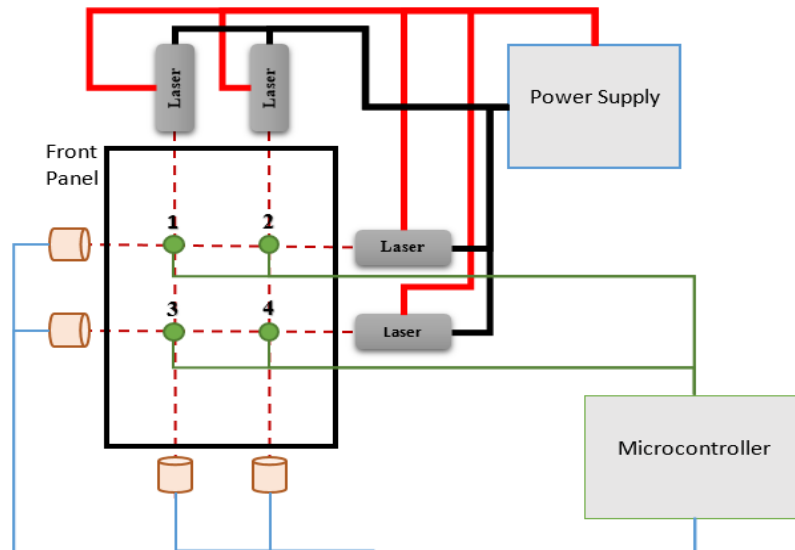 Laser
Laser
Power Supply
Front
Panel
1
2
Laser
3
4
Laser
Microcontroller